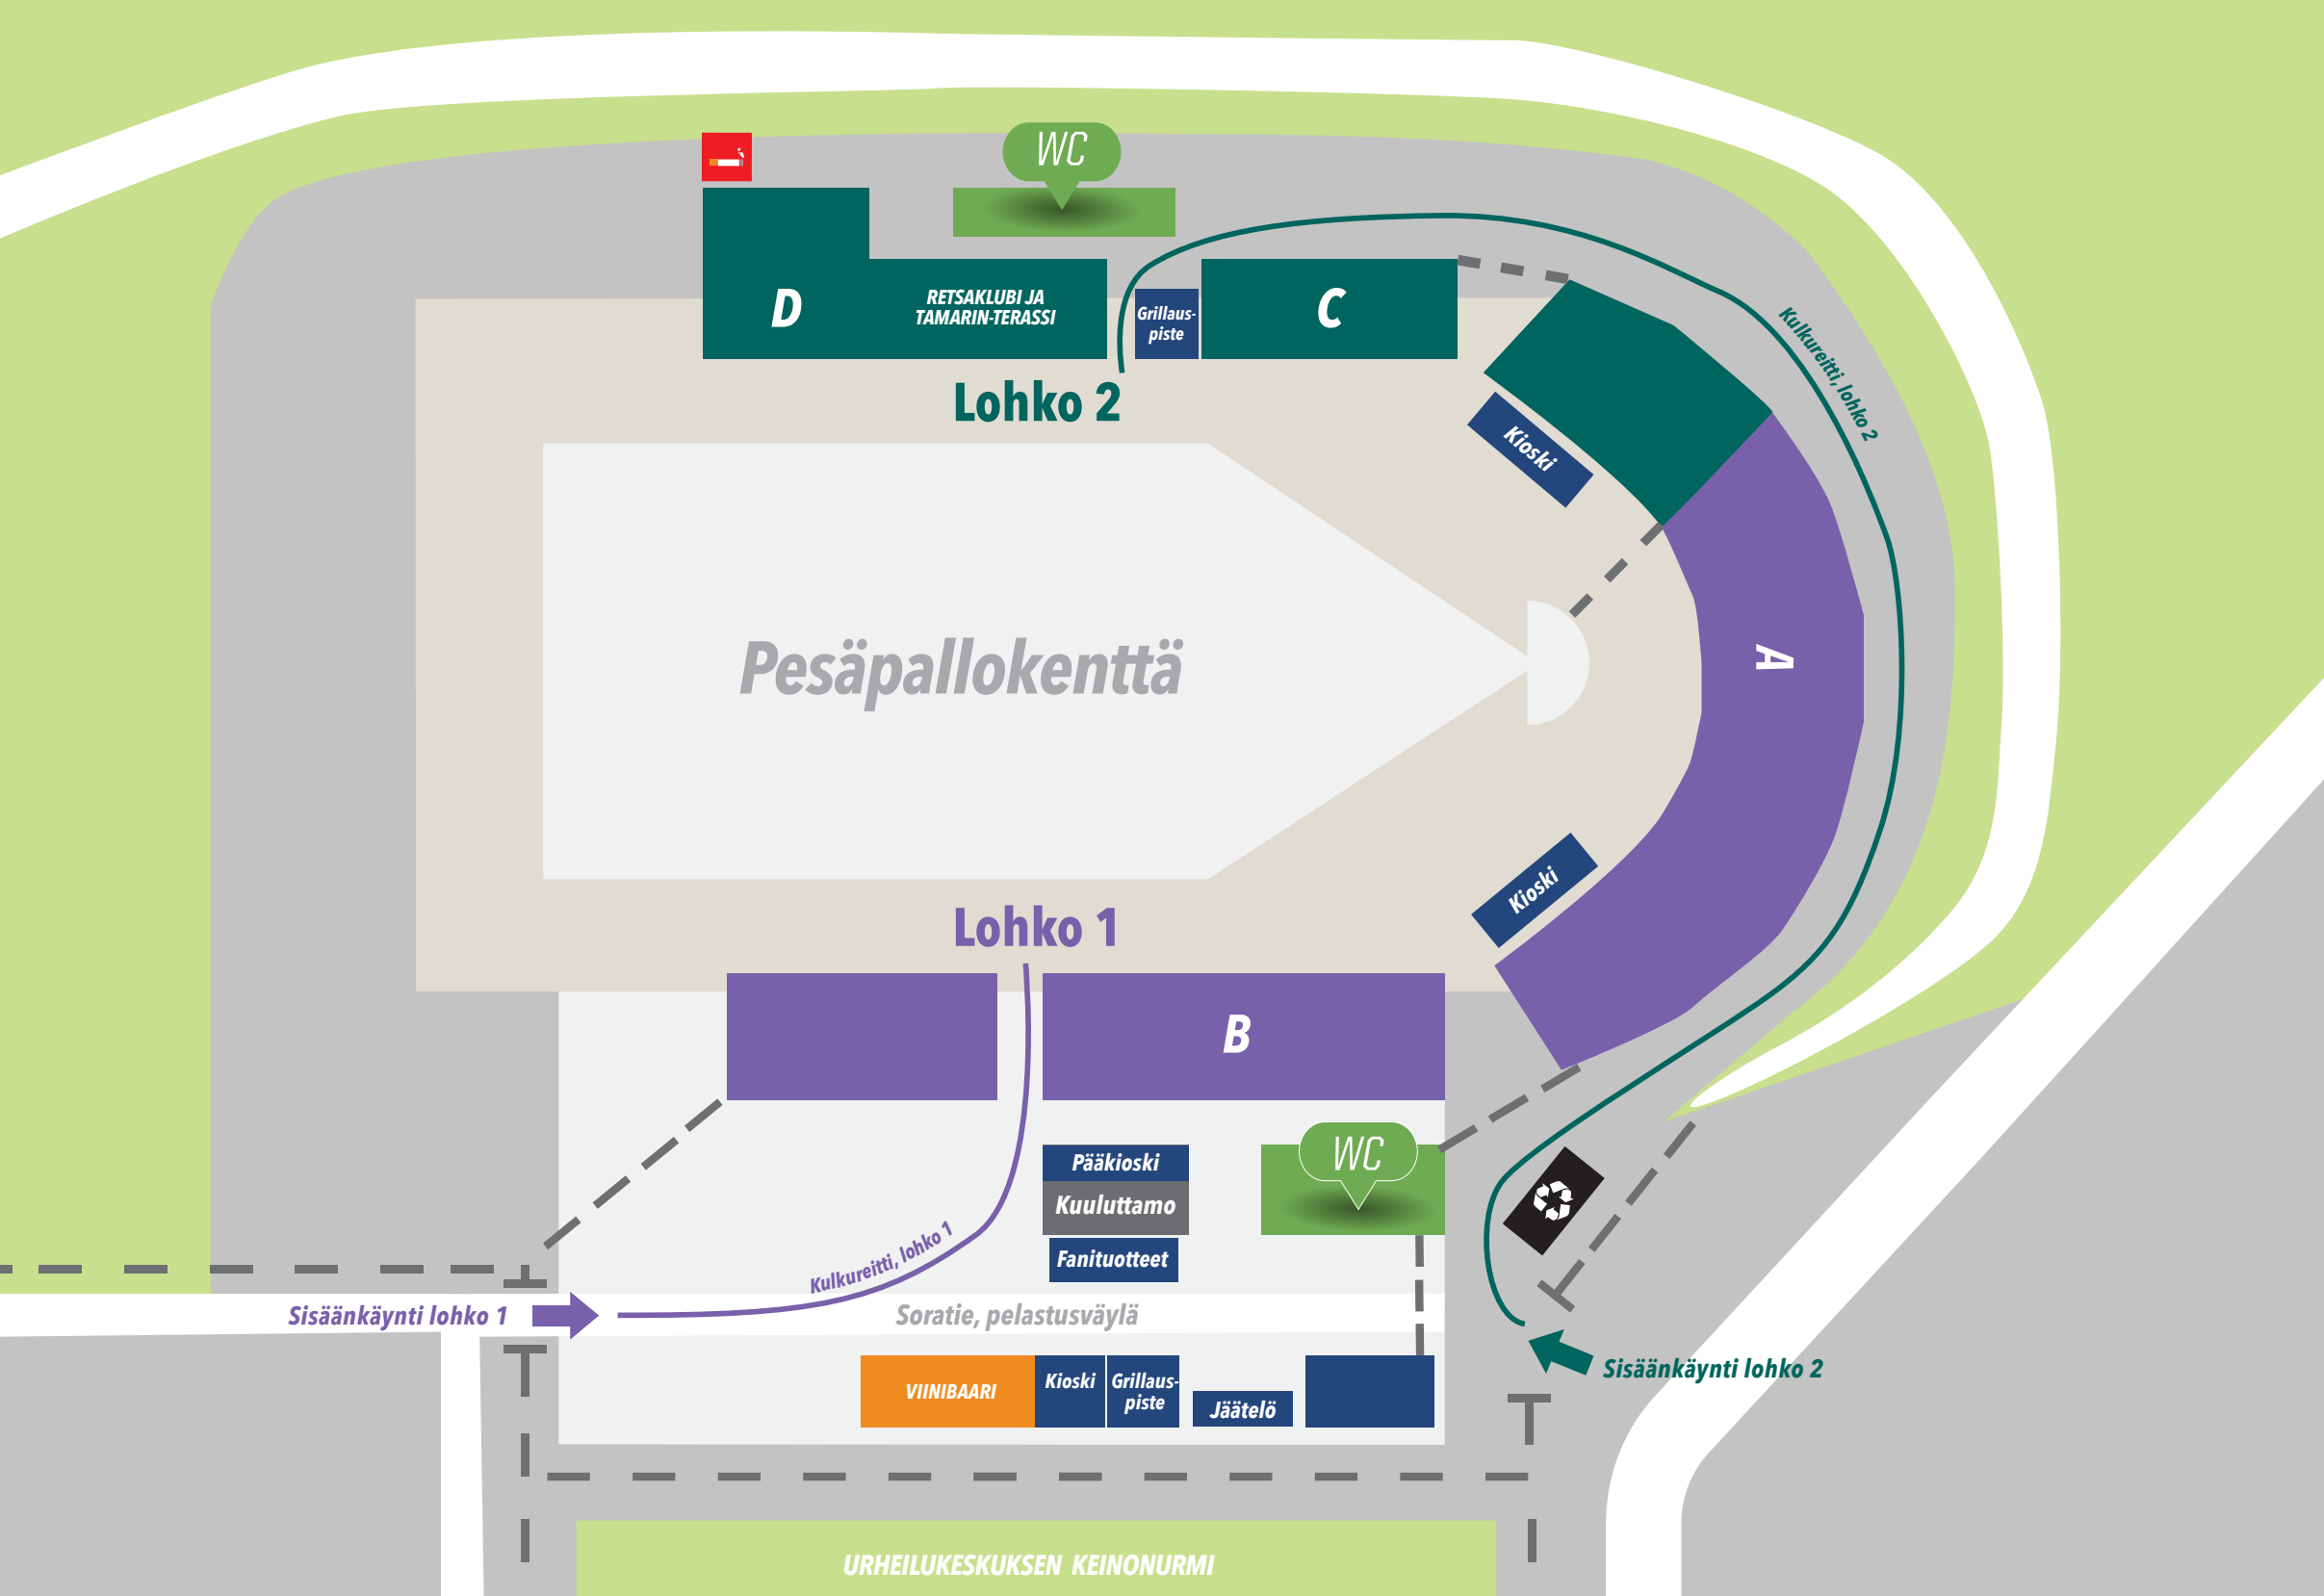 WC
D
RETSAKLUBI JA
TAMARIN-TERASSI
Grillaus-
piste
C
Lohko 2
Kulkureitti, lohko 2
Kioski
Pesäpallokenttä
A
Kioski
Lohko 1
B
WC
Pääkioski
Kuuluttamo
Fanituotteet
Kulkureitti, lohko 1
Sisäänkäynti lohko 1
Soratie, pelastusväylä
Sisäänkäynti lohko 2
VIINIBAARI
Kioski
Grillaus-
piste
Jäätelö
URHEILUKESKUKSEN KEINONURMI